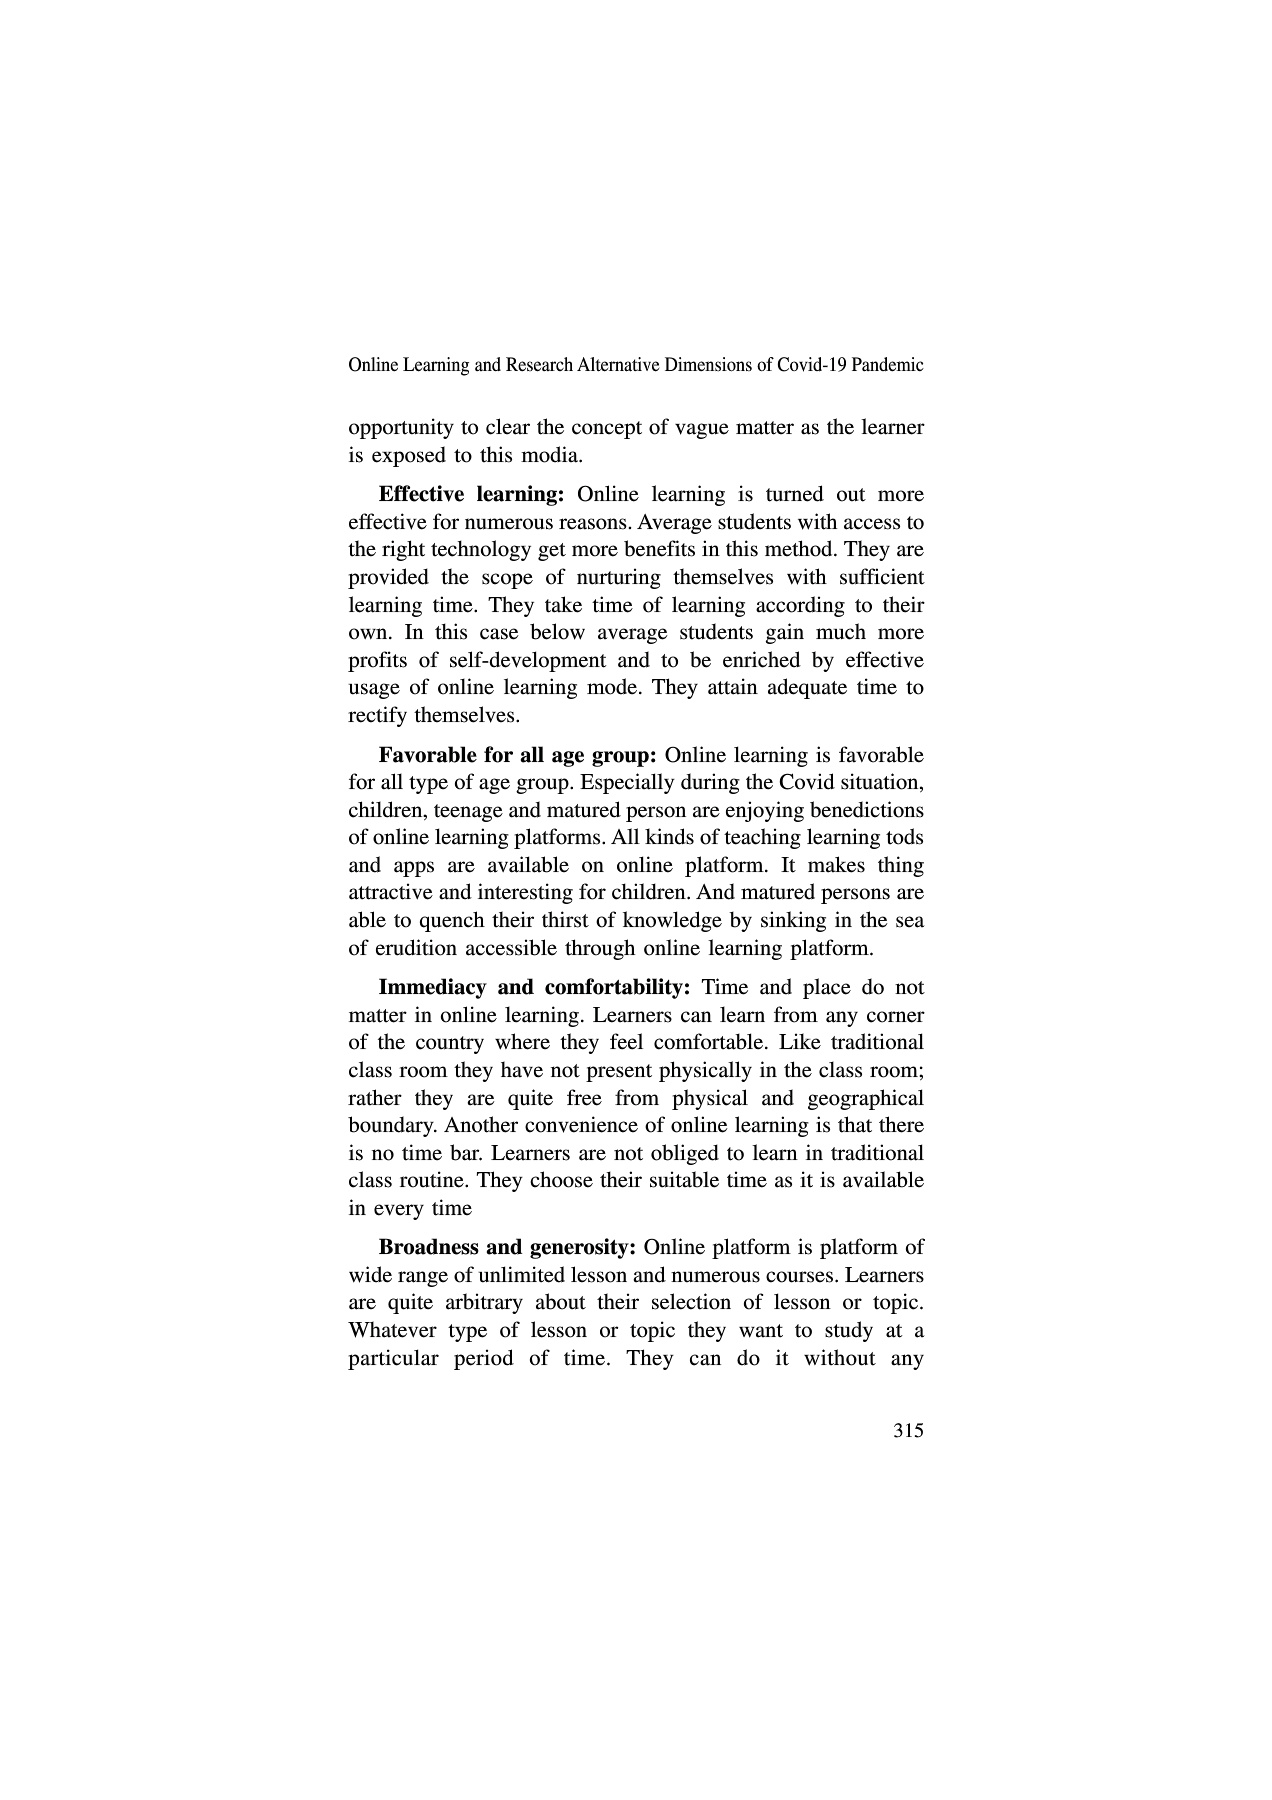 Online Learning and Research Alternative Dimensions of Covid-19 Pandemic
opportunity to clear the concept of vague matter as the learner
is exposed to this modia.
Effective learning: Online learning is turned out more
effective for numerous reasons. Average students with access to
the right technology get more benefits in this method. They are
provided the scope of nurturing themselves with sufficient
learning time. They take time of learning according to their
own. In this case below average students gain much more
profits of self-development and to be enriched by effective
usage of online learning mode. They attain adequate time to
rectify themselves.
Favorable for all age group: Online learning is favorable
for all type of age group. Especially during the Covid situation,
children, teenage and matured person are enjoying benedictions
of online learning platforms. All kinds of teaching learning tods
and apps are available on online platform. It makes thing
attractive and interesting for children. And matured persons are
able to quench their thirst of knowledge by sinking in the sea
of erudition accessible through online learning platform.
Immediacy and comfortability: Time and place do not
matter in online learning. Learners can learn from any corner
of the country where they feel comfortable. Like traditional
class room they have not present physically in the class room;
rather they are quite free from physical and geographical
boundary. Another convenience of online learning is that there
is no time bar. Learners are not obliged to learn in traditional
class routine. They choose their suitable time as it is available
in every time
Broadness and generosity: Online platform is platform of
wide range of unlimited lesson and numerous courses. Learners
are quite arbitrary about their selection of lesson or topic.
Whatever type of lesson or topic they want to study at a
particular period of time. They can do it without any
315